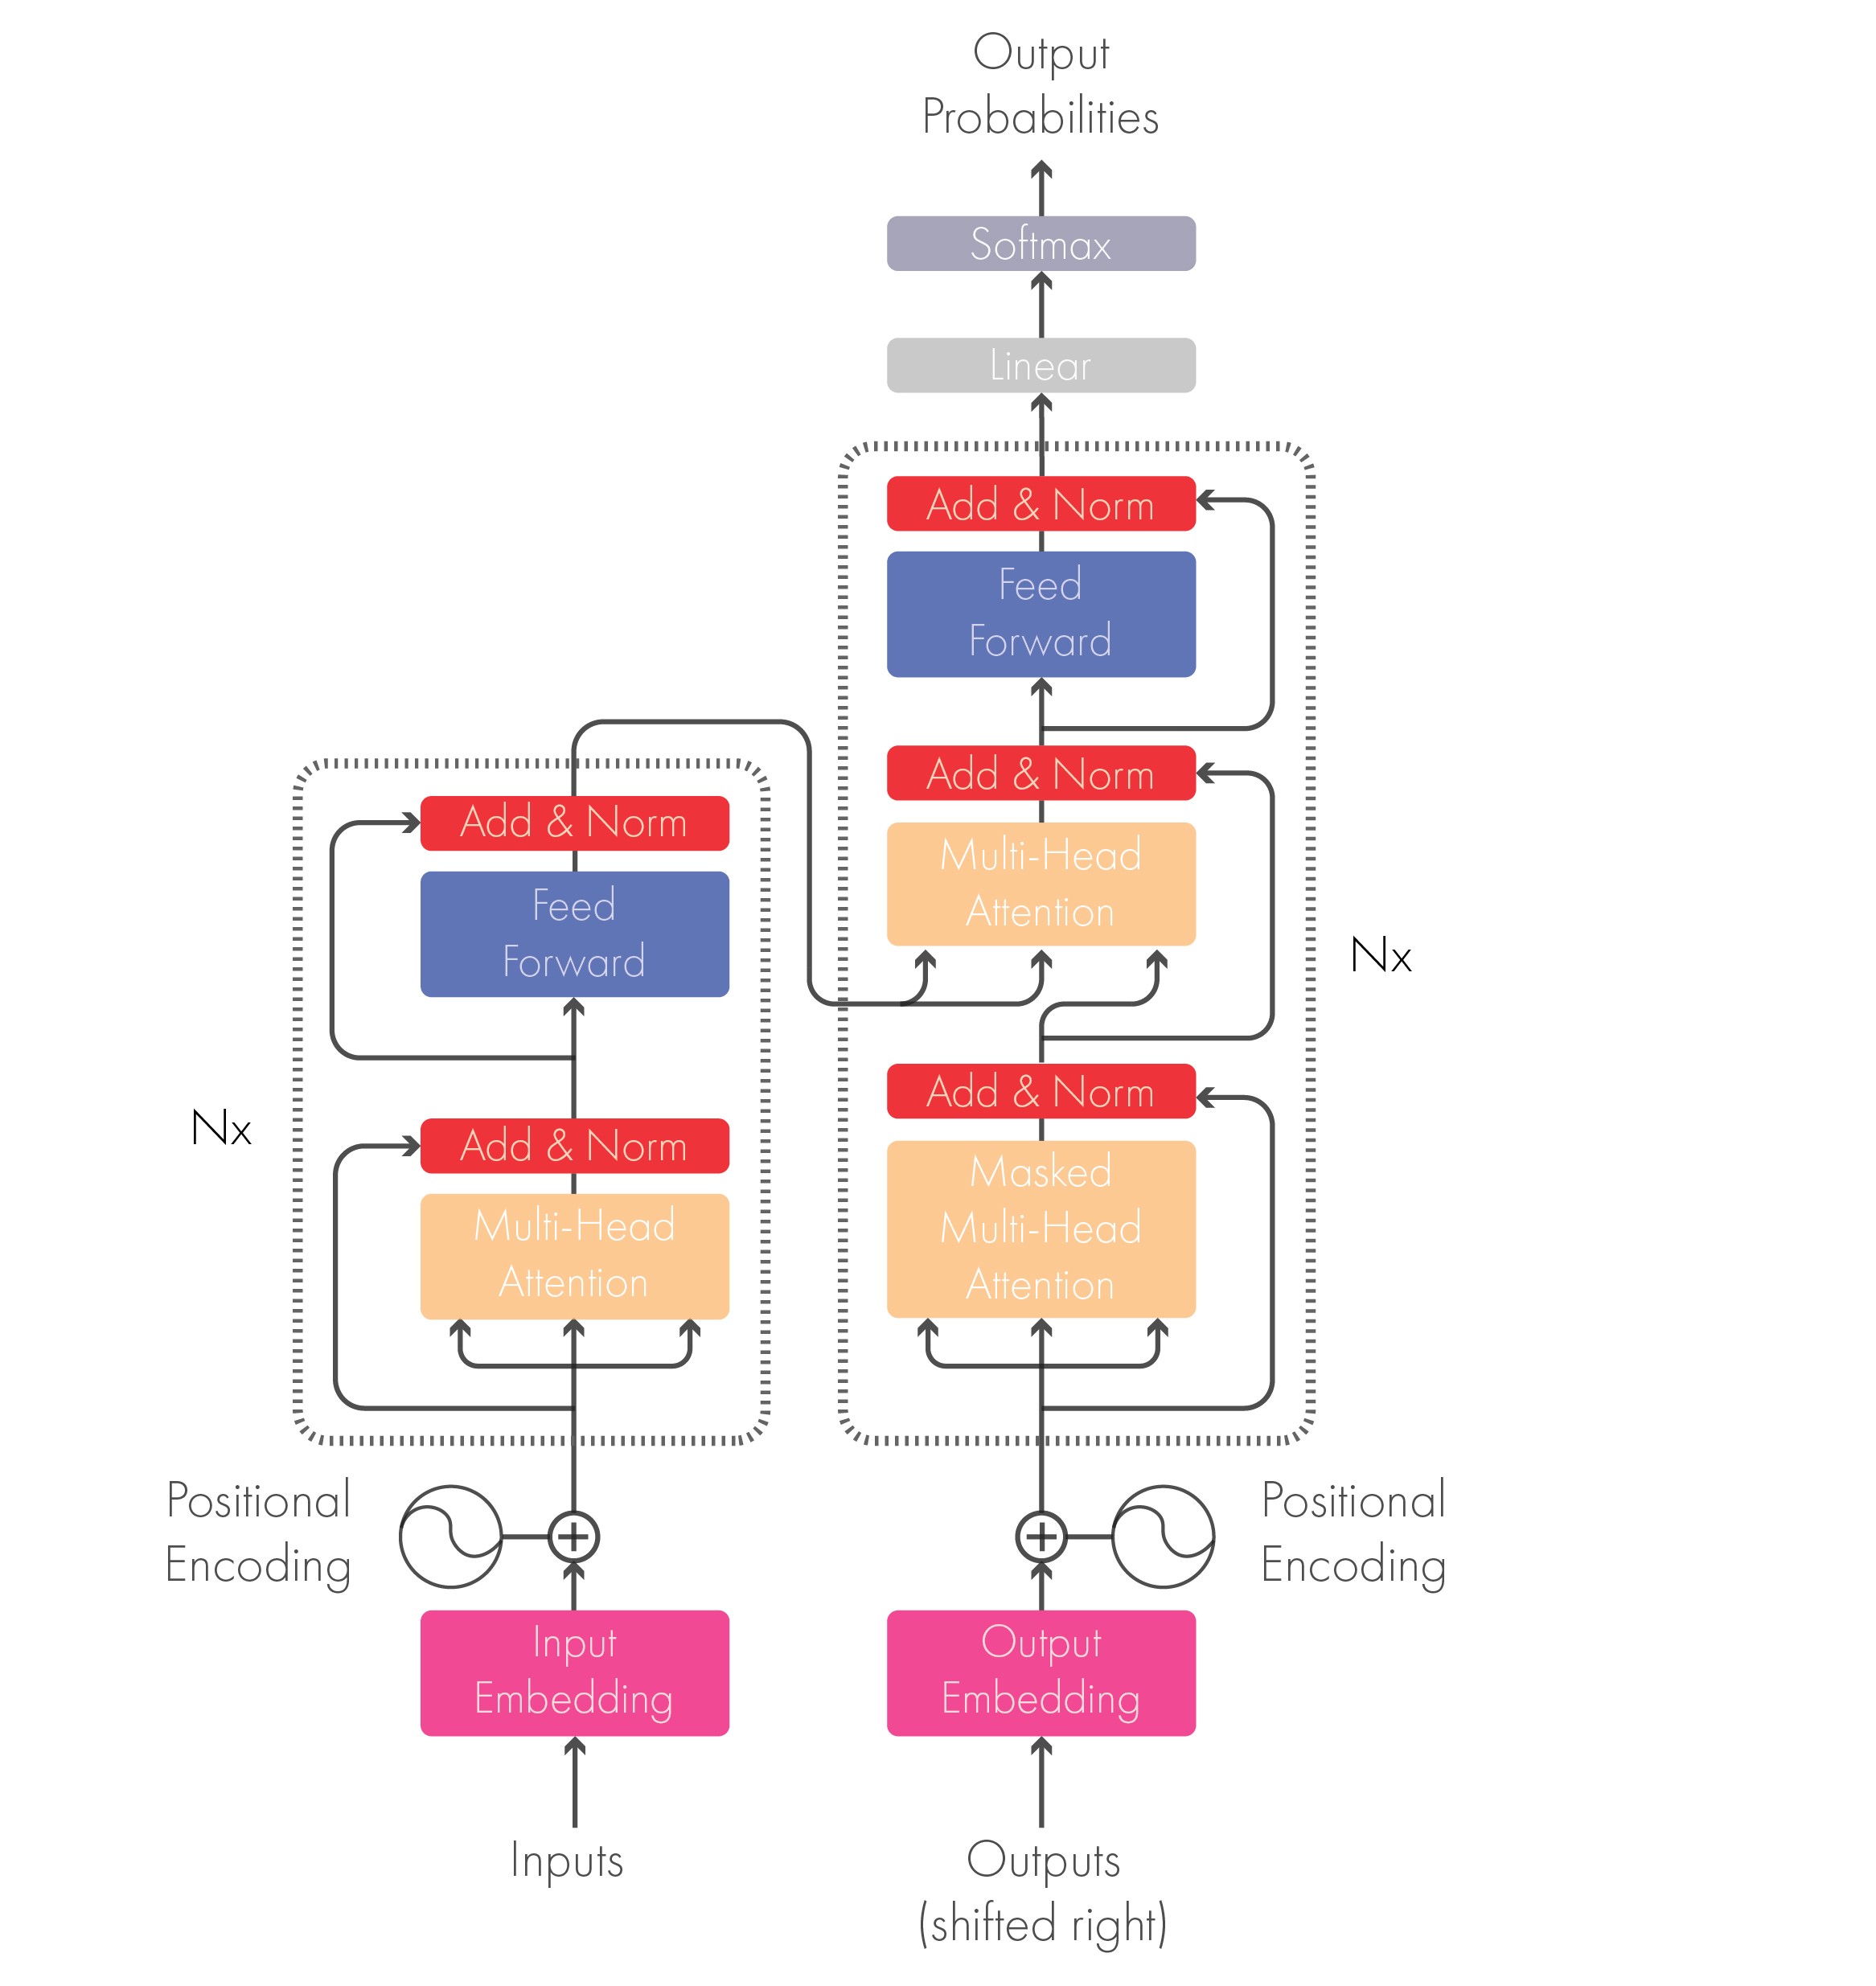 Output
Probabilities
Softmax
Linear
Add & Norm
Feed
Forward
Add & Norm
Multi-Head
Attention
Nx
Add & Norm
Masked
Multi-Head
Attention
Add & Norm
Feed
Forward
Nx
Add & Norm
Multi-Head
Attention
Positional
Encoding
Positional
Encoding
Input
Embedding
Output
Embedding
Inputs
Outputs
(shifted right)